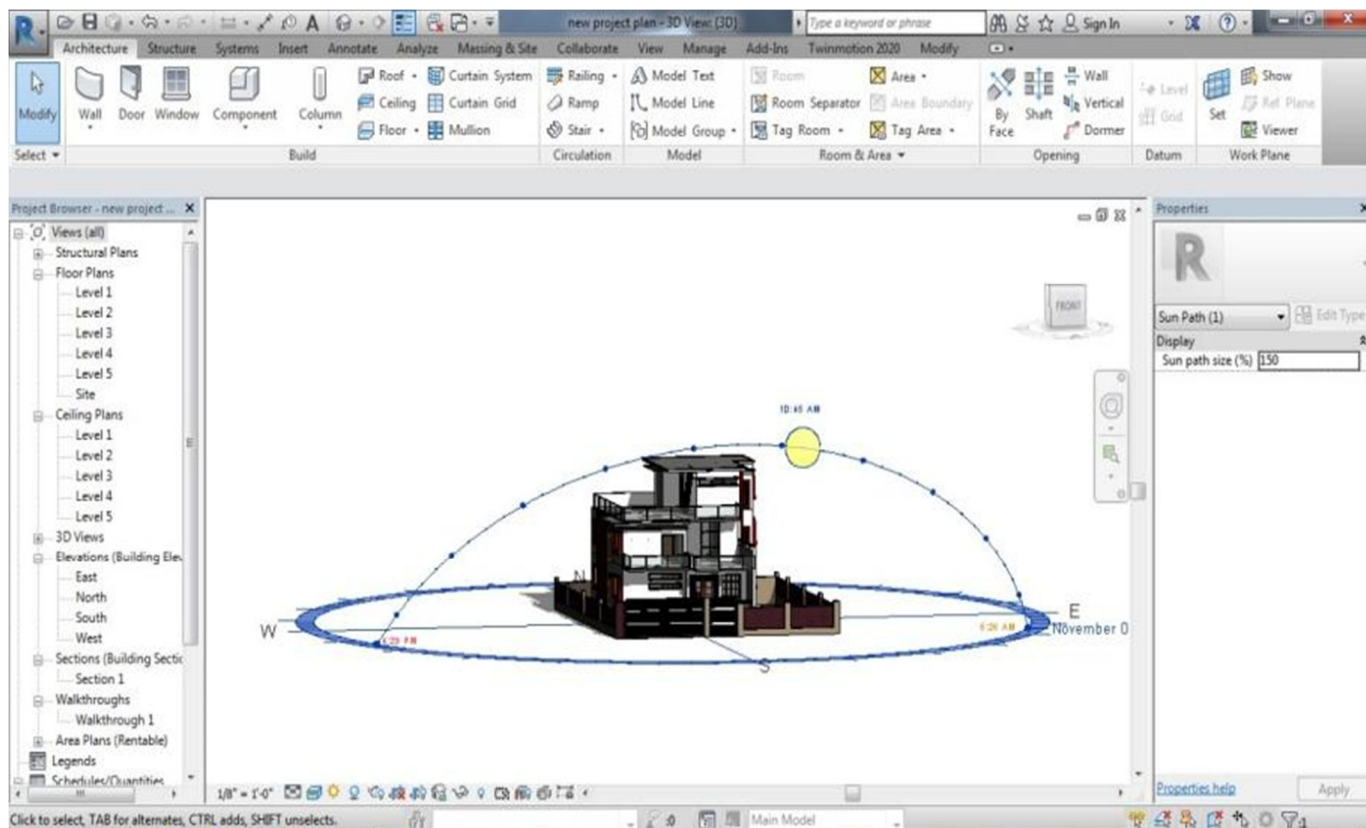 new project plan - 3D View: {3D}
Type a keyword or phrase
Sign In
Architecture Structure Systems Insert Annotate Analyze Massing & Site Collaborate View Manage Add-Ins Twinmotion 2020 Modify
Modify
Wall Door Window Component Column
Roof Curtain System
Ceiling Curtain Grid
Floor Mullion
Railing
Ramp
Stair
Model Text
Model Line
Model Group
Room Area
Room Separator Area Boundary
Tag Room Tag Area
By Face
Shaft
Wall
Vertical
Dormer
Level
Grid
Set
Show
Ref Plane
Viewer
Select Build Circulation Model Room & Area Opening Datum Work Plane
Project Browser - new project ...
Views (all)
Structural Plans
Floor Plans
Level 1
Level 2
Level 3
Level 4
Level 5
Site
Ceiling Plans
Level 1
Level 2
Level 3
Level 4
Level 5
3D Views
Elevations (Building Elev
East
North
South
West
Sections (Building Sectic
Section 1
Walkthroughs
Walkthrough 1
Area Plans (Rentable)
Legends
Schedules/Quantities
FRONT
10:45 AM
N
W
E
S
6:26 AM
November 0
Properties
R
Sun Path (1)
Edit Type
Display
Sun path size (%) 150
Properties help
Apply
1/8" = 1'-0"
Click to select, TAB for alternates, CTRL adds, SHIFT unselects.
:0
Main Model
:1